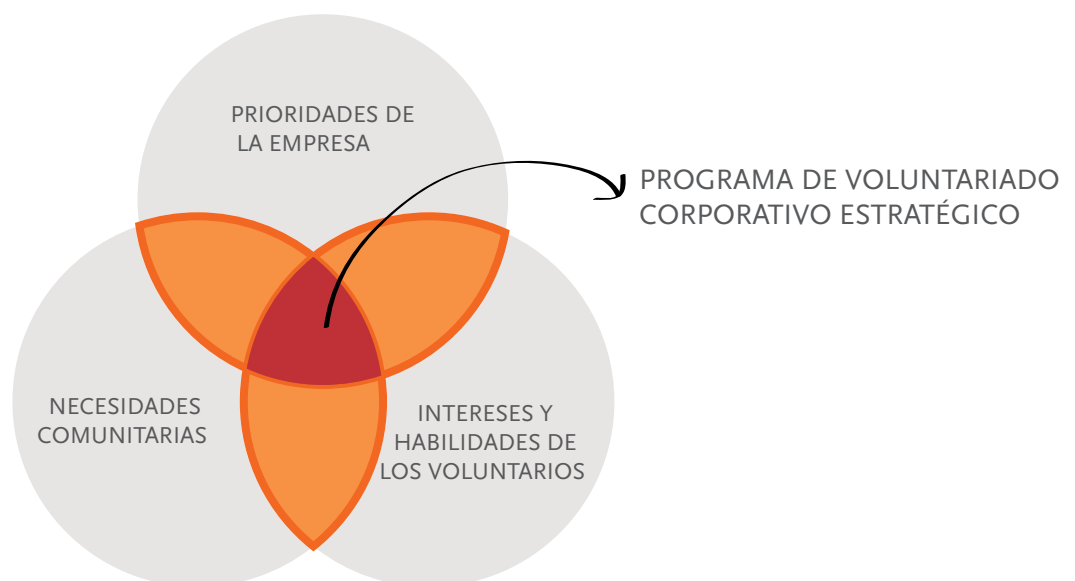 PRIORIDADES DE
LA EMPRESA
PROGRAMA DE VOLUNTARIADO
CORPORATIVO ESTRATÉGICO
NECESIDADES
COMUNITARIAS
INTERESES Y
HABILIDADES DE
LOS VOLUNTARIOS